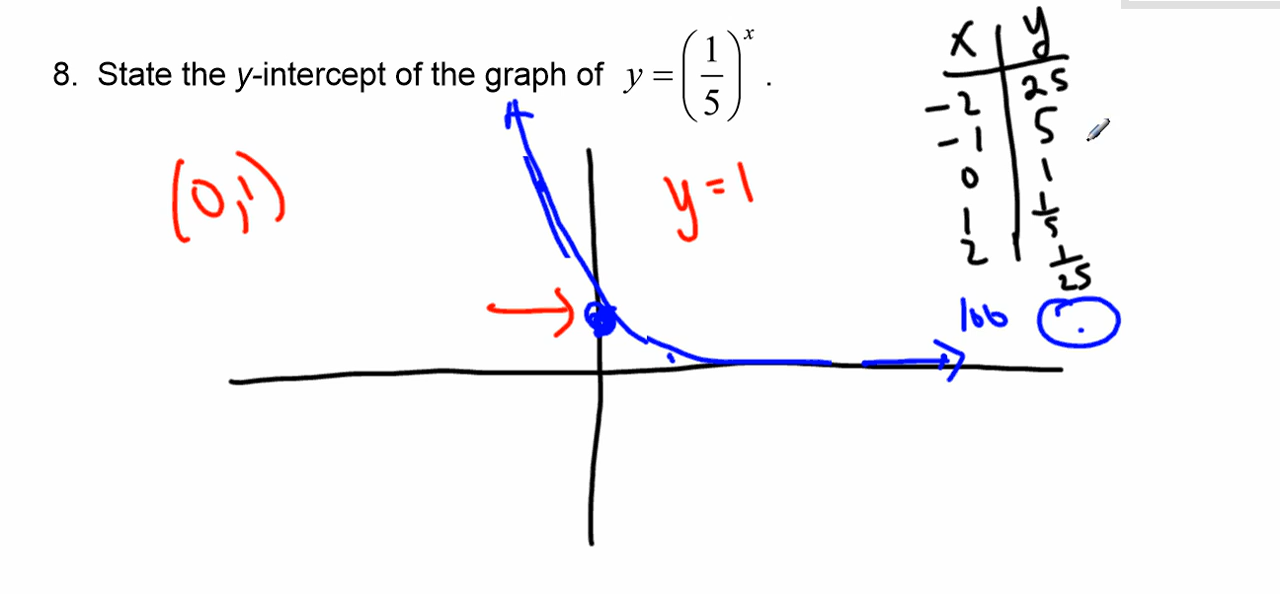 8. State the y-intercept of the graph of y = (1/5)^x .
(0,1)
y = 1
x | y
-2 | 25
-1 | 5
0 | 1
1 | 1/5
2 | 1/25
100